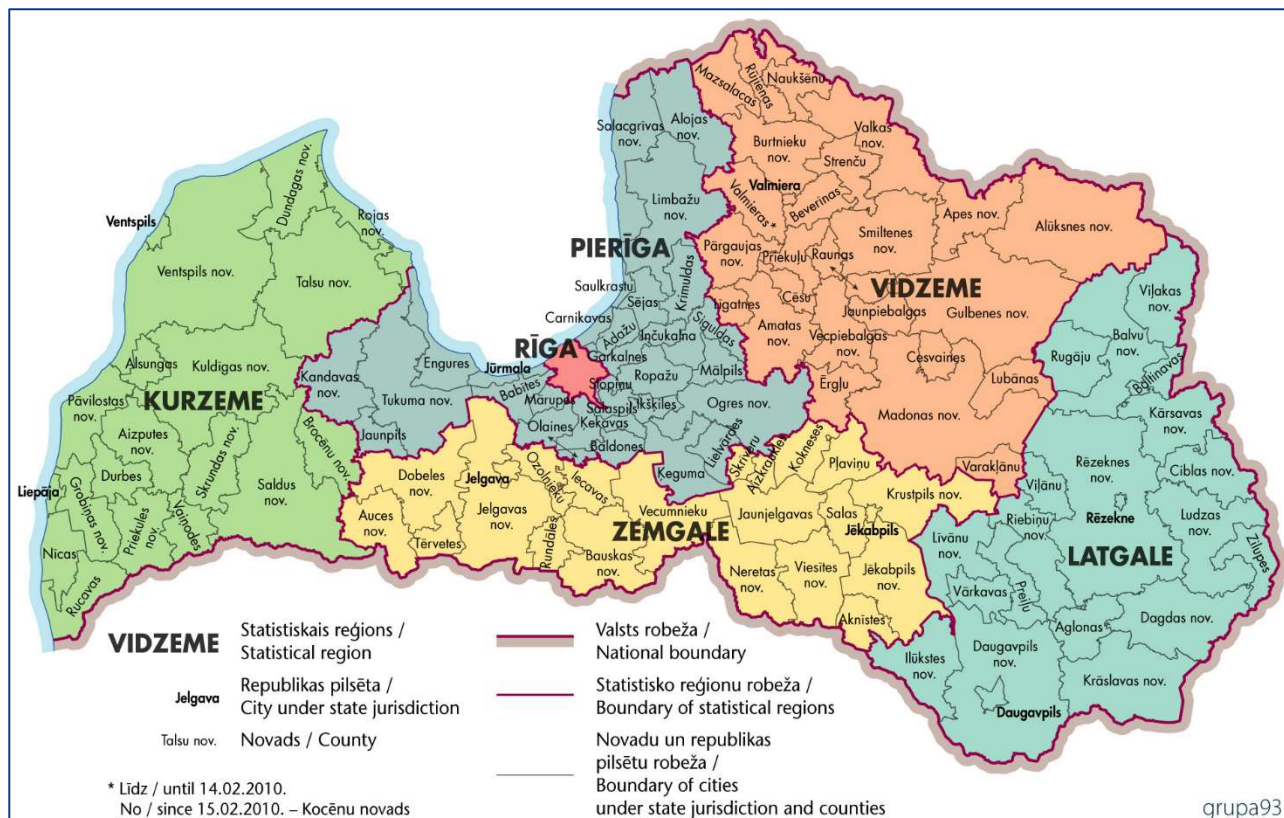 Mazsalacas
Rūjienas
Naukšēnu
Salacgrīvas
nov.
Alojas
nov.
Burtnieku
nov.
Valkas
nov.
Strenču
Valmiera
Valmieras *
Beverīnas
Limbažu
nov.
Dundagas nov.
Ventspils
Rojas
nov.
Ventspils nov.
Talsu nov.
PIERĪGA
Pārgaujas
nov.
Priekuļu
Raunas
Smiltenes
nov.
Apes nov.
Alūksnes nov.
VIDZEME
Saulkrastu
Sējas
Krimuldas
Līgatnes
Cēsu
Jaunpiebalgas
Gulbenes nov.
Viļakas
nov.
Carnikavas
Ādažu
Inčukalna
Siguldas
Amatas
nov.
Vecpiebalgas
nov.
Cesvaines
Rugāju
Balvu
nov.
Baltinavas
Alsungas
Kuldīgas nov.
Kandavas
nov.
Engures
Jūrmala
RĪGA
Garkalnes
Ropažu
Mālpils
Ērgļu
Lubānas
Pāvilostas
nov.
KURZEME
Tukuma nov.
Babītes
Mārupes
Stopiņu
Salaspils
Ikšķiles
Ogres nov.
Madonas nov.
Kārsavas
nov.
Aizputes
nov.
Skrundas nov.
Brocēnu nov.
Jaunpils
Olaines
Ķekavas
Baldones
Lielvārdes
Ķeguma
Skrīveru
Aizkraukles
Kokneses
Pļaviņu
Varakļānu
Viļānu
Rēzeknes
nov.
Ciblas nov.
Durbes
Liepāja
Grobiņas nov.
Saldus
nov.
Dobeles
nov.
Jelgava
Ozolnieku
Iecavas
Vecumnieku
Krustpils nov.
Rēzekne
Ludzas
nov.
Priekules
nov.
Vaiņodes
Auces
nov.
Jelgavas
nov.
ZEMGALE
Jaunjelgavas
Salas
Jēkabpils
Līvānu
nov.
Riebiņu
nov.
LATGALE
Zilupes
Nīcas
Rucavas
Tērvetes
Rundāles
Bauskas
nov.
Neretas
nov.
Viesītes
nov.
Jēkabpils
nov.
Vārkavas
Preiļu
Aglonas
Dagdas nov.
Aknīstes
Ilūkstes
nov.
Daugavpils
nov.
Krāslavas nov.
Daugavpils
VIDZEME
Statistiskais reģions /
Statistical region
Jelgava
Republikas pilsēta /
City under state jurisdiction
Talsu nov.
Novads / County
* Līdz / until 14.02.2010.
No / since 15.02.2010. – Kocēnu novads
Valsts robeža /
National boundary
Statistisko reģionu robeža /
Boundary of statistical regions
Novadu un republikas
pilsētu robeža /
Boundary of cities
under state jurisdiction and counties
grupa93